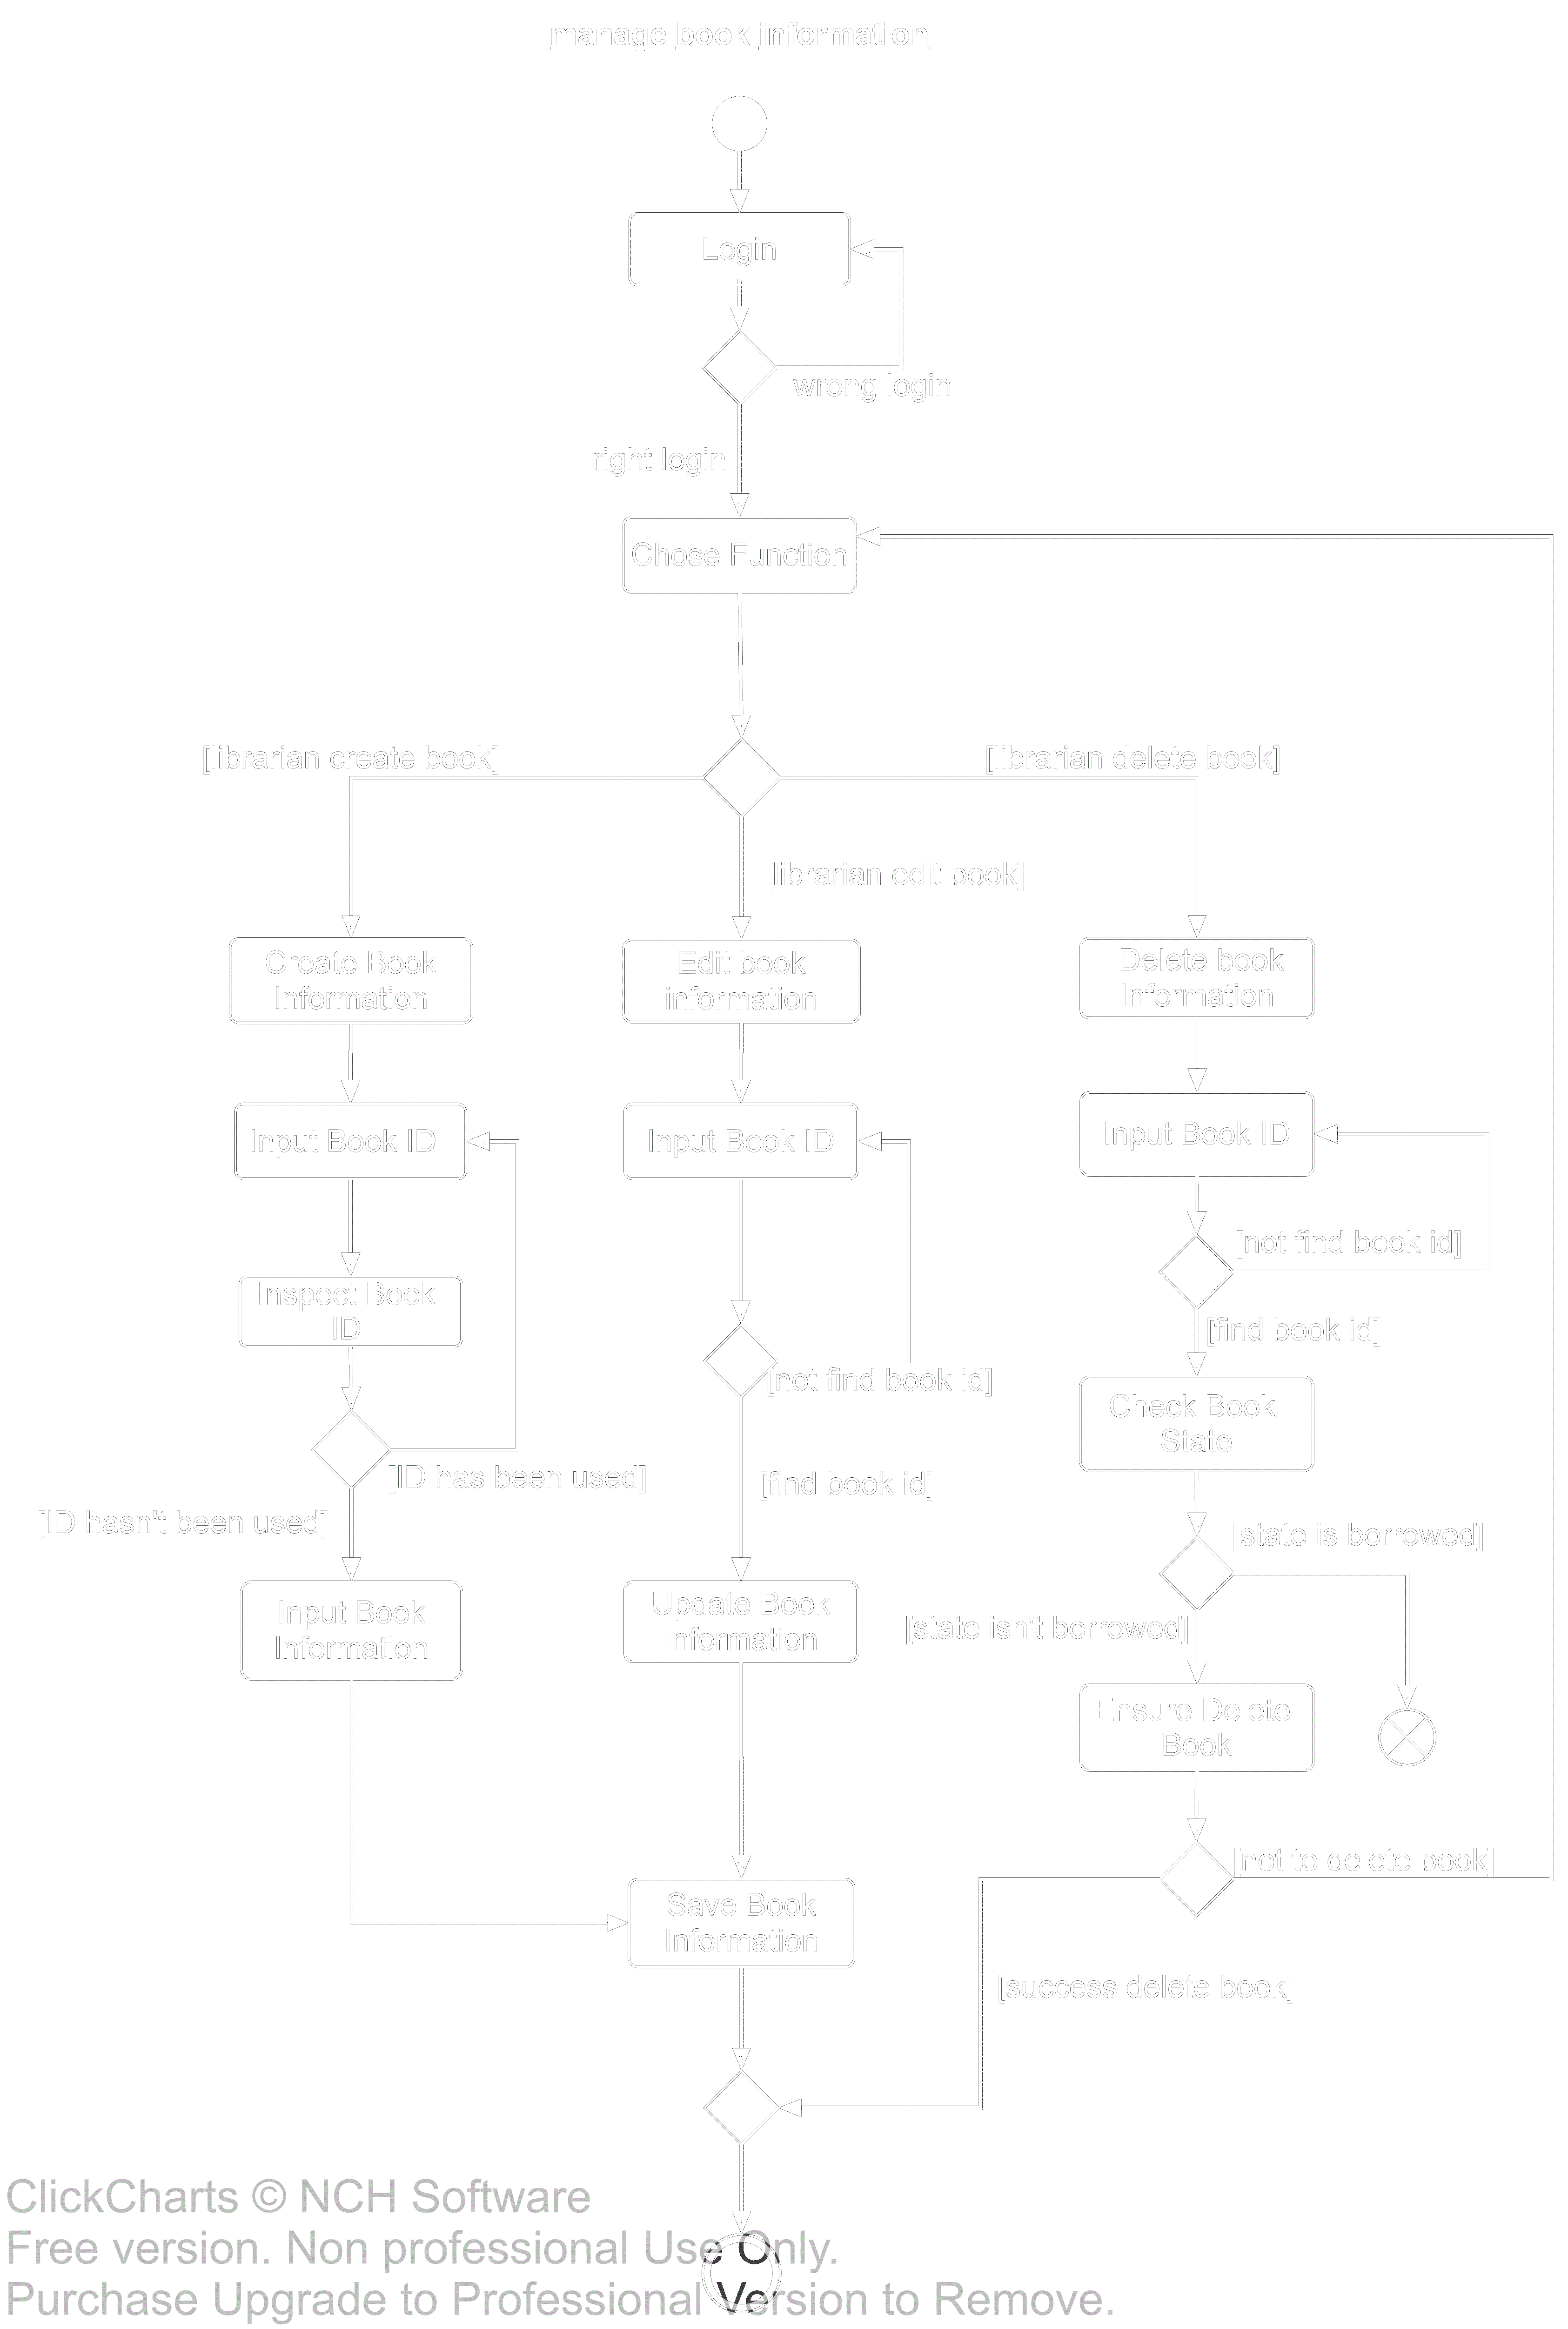 manage book information
Login
wrong login
right login
Chose Function
[librarian create book]
[librarian delete book]
[librarian edit book]
Create Book
Information
Edit book
information
Delete book
Information
Input Book ID
Input Book ID
Input Book ID
[not find book id]
Inspect Book
ID
[find book id]
[not find book id]
Check Book
State
[ID has been used]
[find book id]
[ID hasn't been used]
[state is borrowed]
Input Book
Information
Update Book
Information
[state isn't borrowed]
Ensure Delete
Book
[not to delete book]
Save Book
Information
[success delete book]
ClickCharts © NCH Software
Free version. Non professional Use Only.
Purchase Upgrade to Professional Version to Remove.